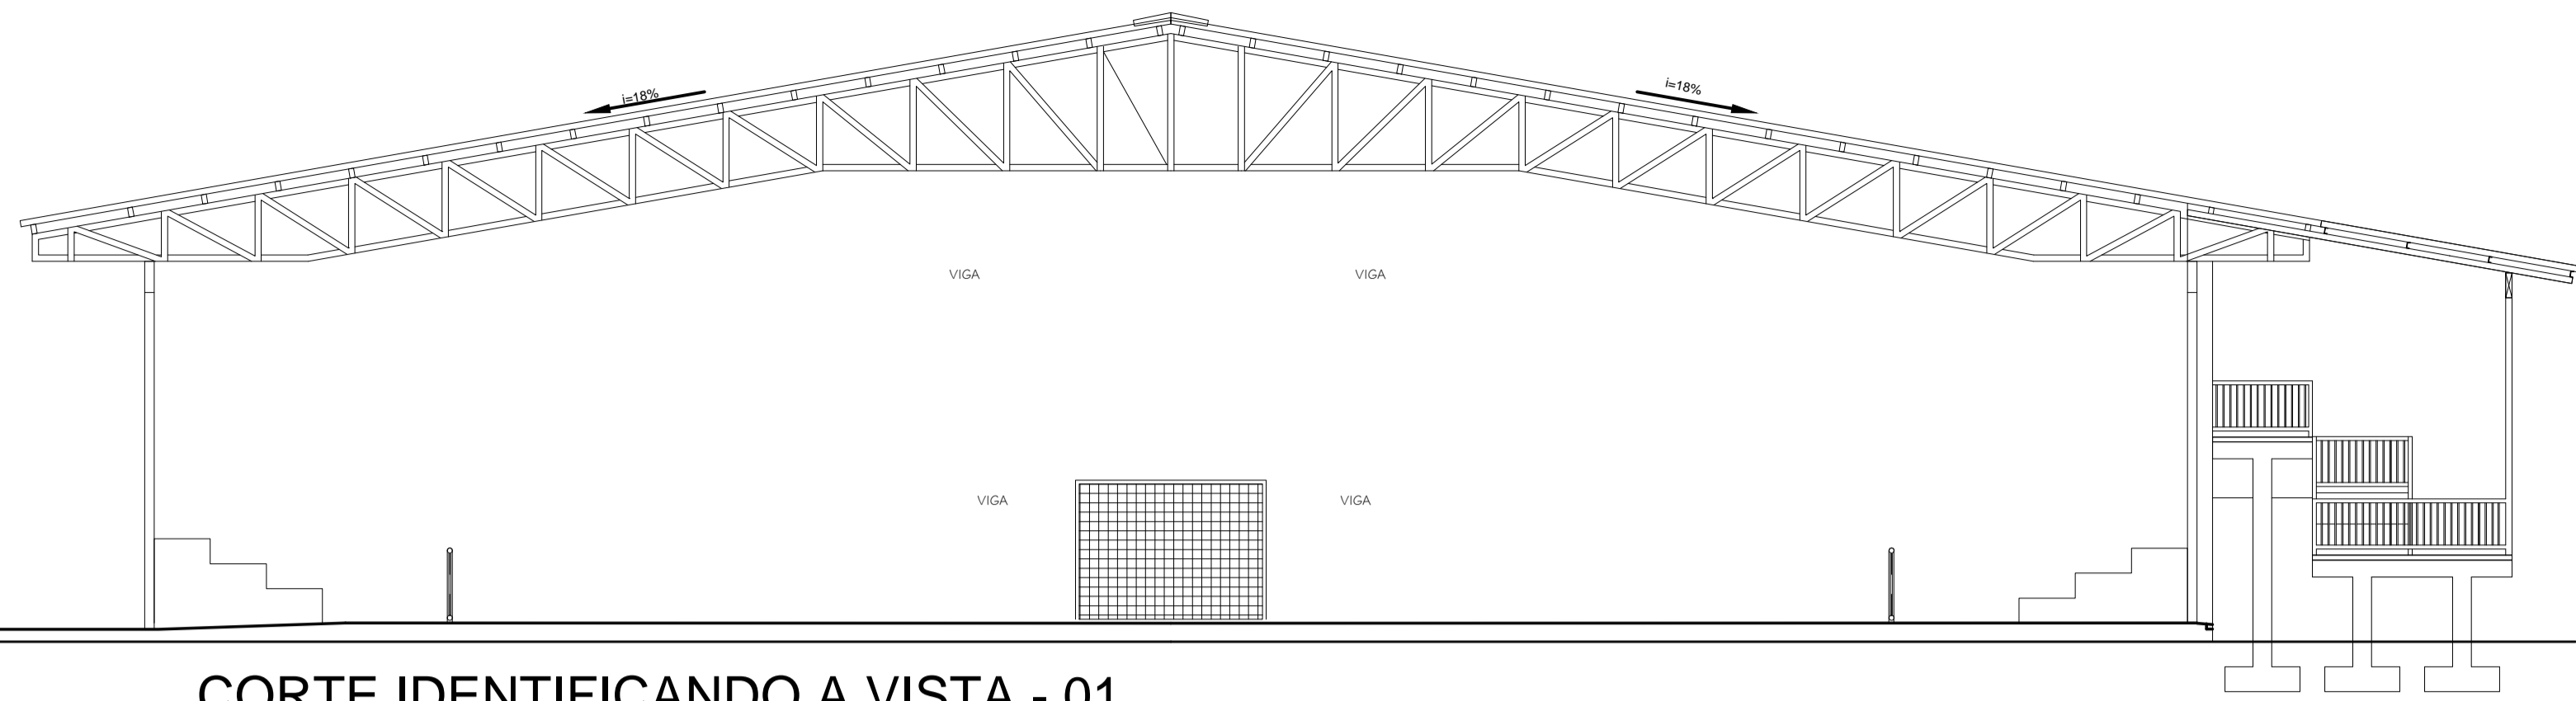 i=18%
i=18%
VIGA
VIGA
VIGA
VIGA
CORTE IDENTIFICANDO A VISTA - 01